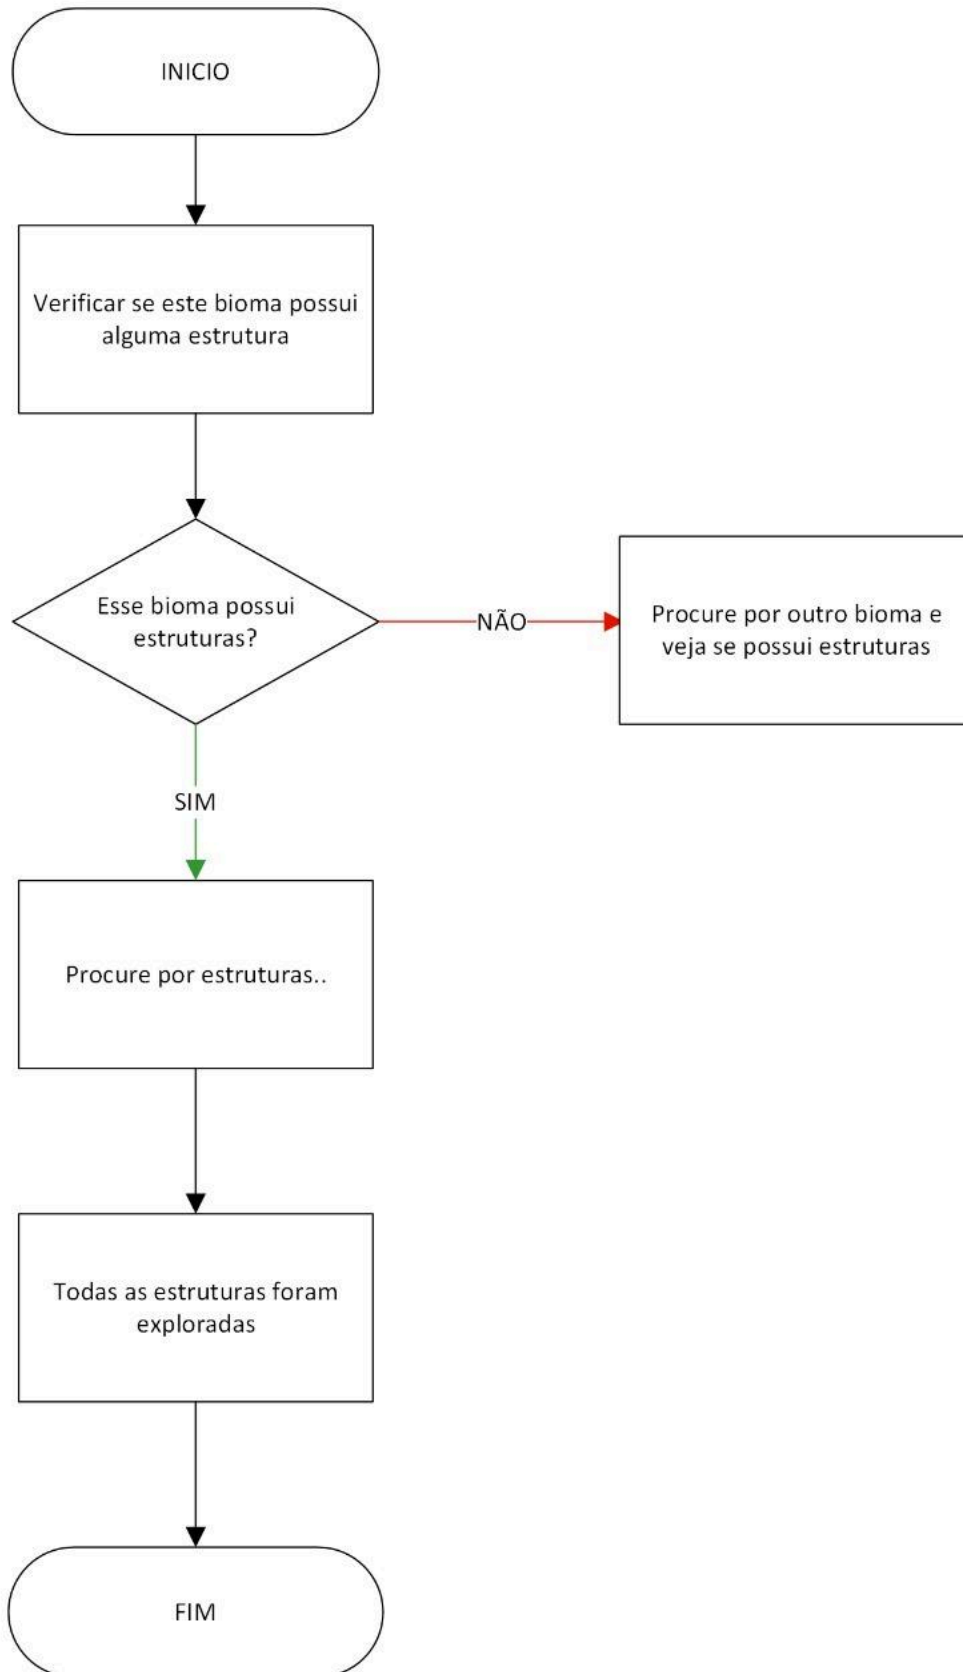 INICIO
Verificar se este bioma possui
alguma estrutura
Esse bioma possui
estruturas?
NÃO
Procure por outro bioma e
veja se possui estruturas
SIM
Procure por estruturas..
Todas as estruturas foram
exploradas
FIM